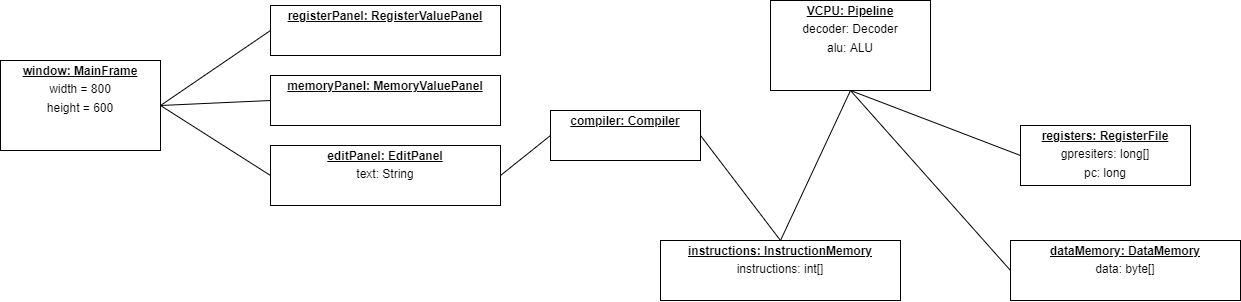 registerPanel: RegisterValuePanel
VCPU: Pipeline
decoder: Decoder
alu: ALU
window: MainFrame
width = 800
height = 600
memoryPanel: MemoryValuePanel
compiler: Compiler
editPanel: EditPanel
text: String
registers: RegisterFile
gpresiters: long[]
pc: long
instructions: InstructionMemory
instructions: int[]
dataMemory: DataMemory
data: byte[]